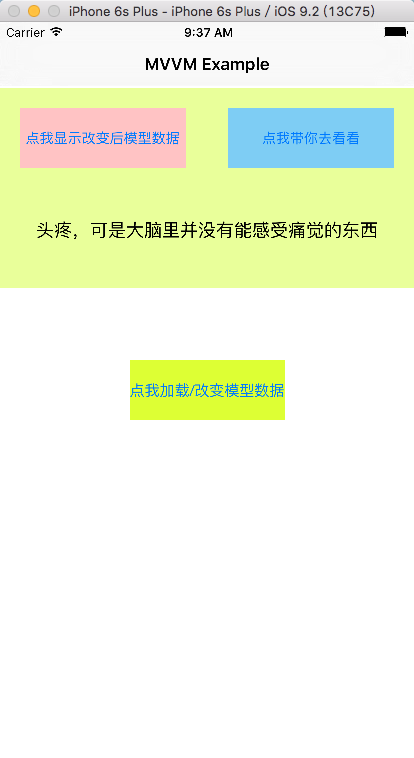 iPhone 6s Plus - iPhone 6s Plus / iOS 9.2 (13C75)
Carrier 9:37 AM
MVVM Example
点我显示改变后模型数据 点我带你去看看
头疼，可是大脑里并没有能感受痛觉的东西
点我加载/改变模型数据